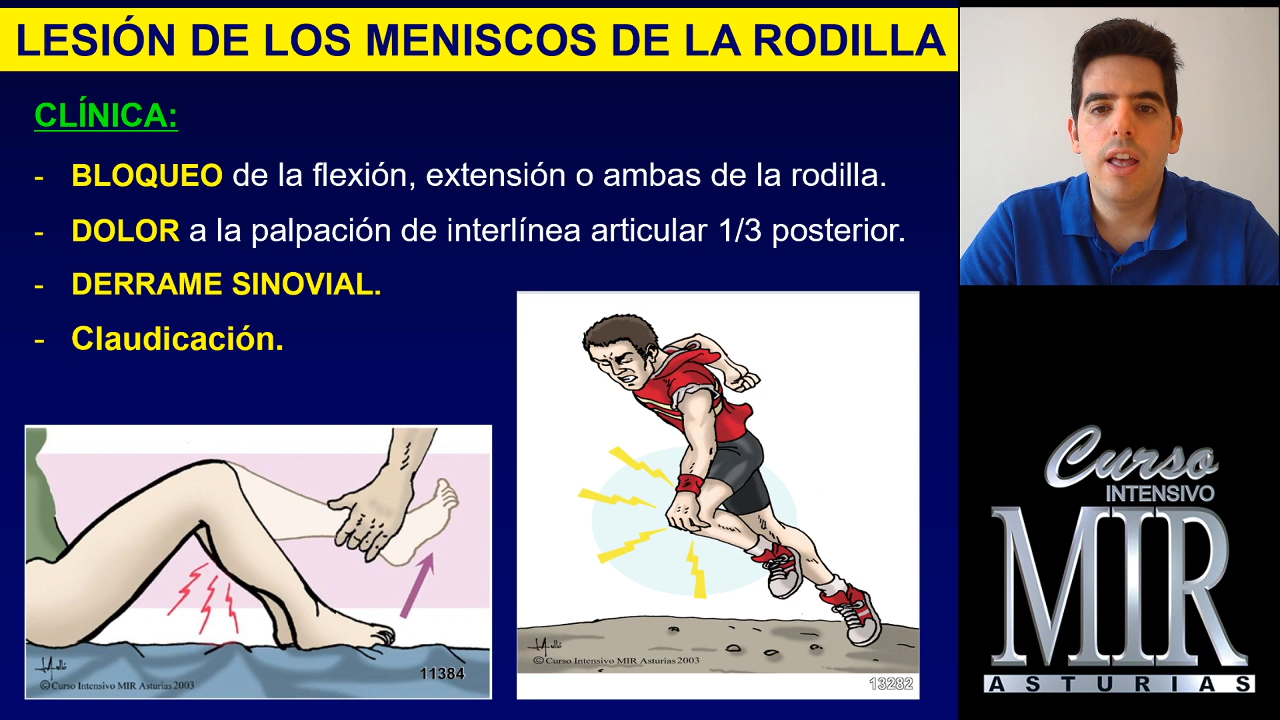 LESIÓN DE LOS MENISCOS DE LA RODILLA
CLÍNICA:
- BLOQUEO de la flexión, extensión o ambas de la rodilla.
- DOLOR a la palpación de interlínea articular 1/3 posterior.
- DERRAME SINOVIAL.
- Claudicación.
©Curso Intensivo MIR Asturias 2003
11384
©Curso Intensivo MIR Asturias 2003
13282
Curso
INTENSIVO
MIR
ASTURIAS